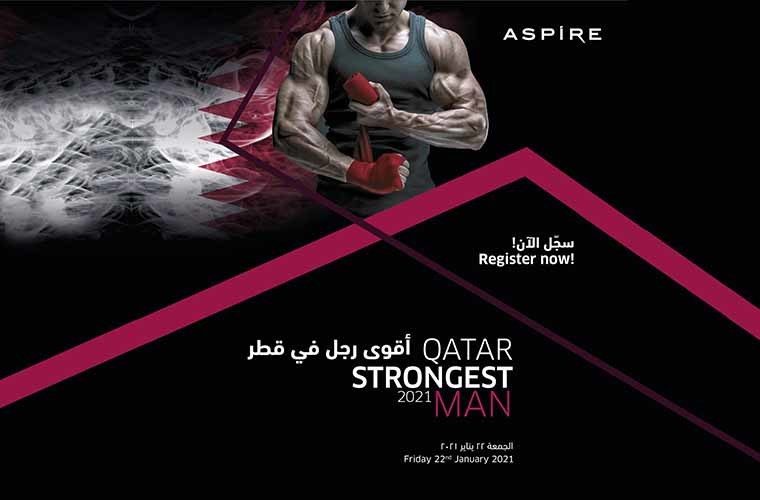 ASPIRE
سجّل الآن!
Register now!
أقوى رجل في قطر QATAR
STRONGEST
2021 MAN
الجمعة ٢٢ يناير ٢٠٢١
Friday 22nd January 2021